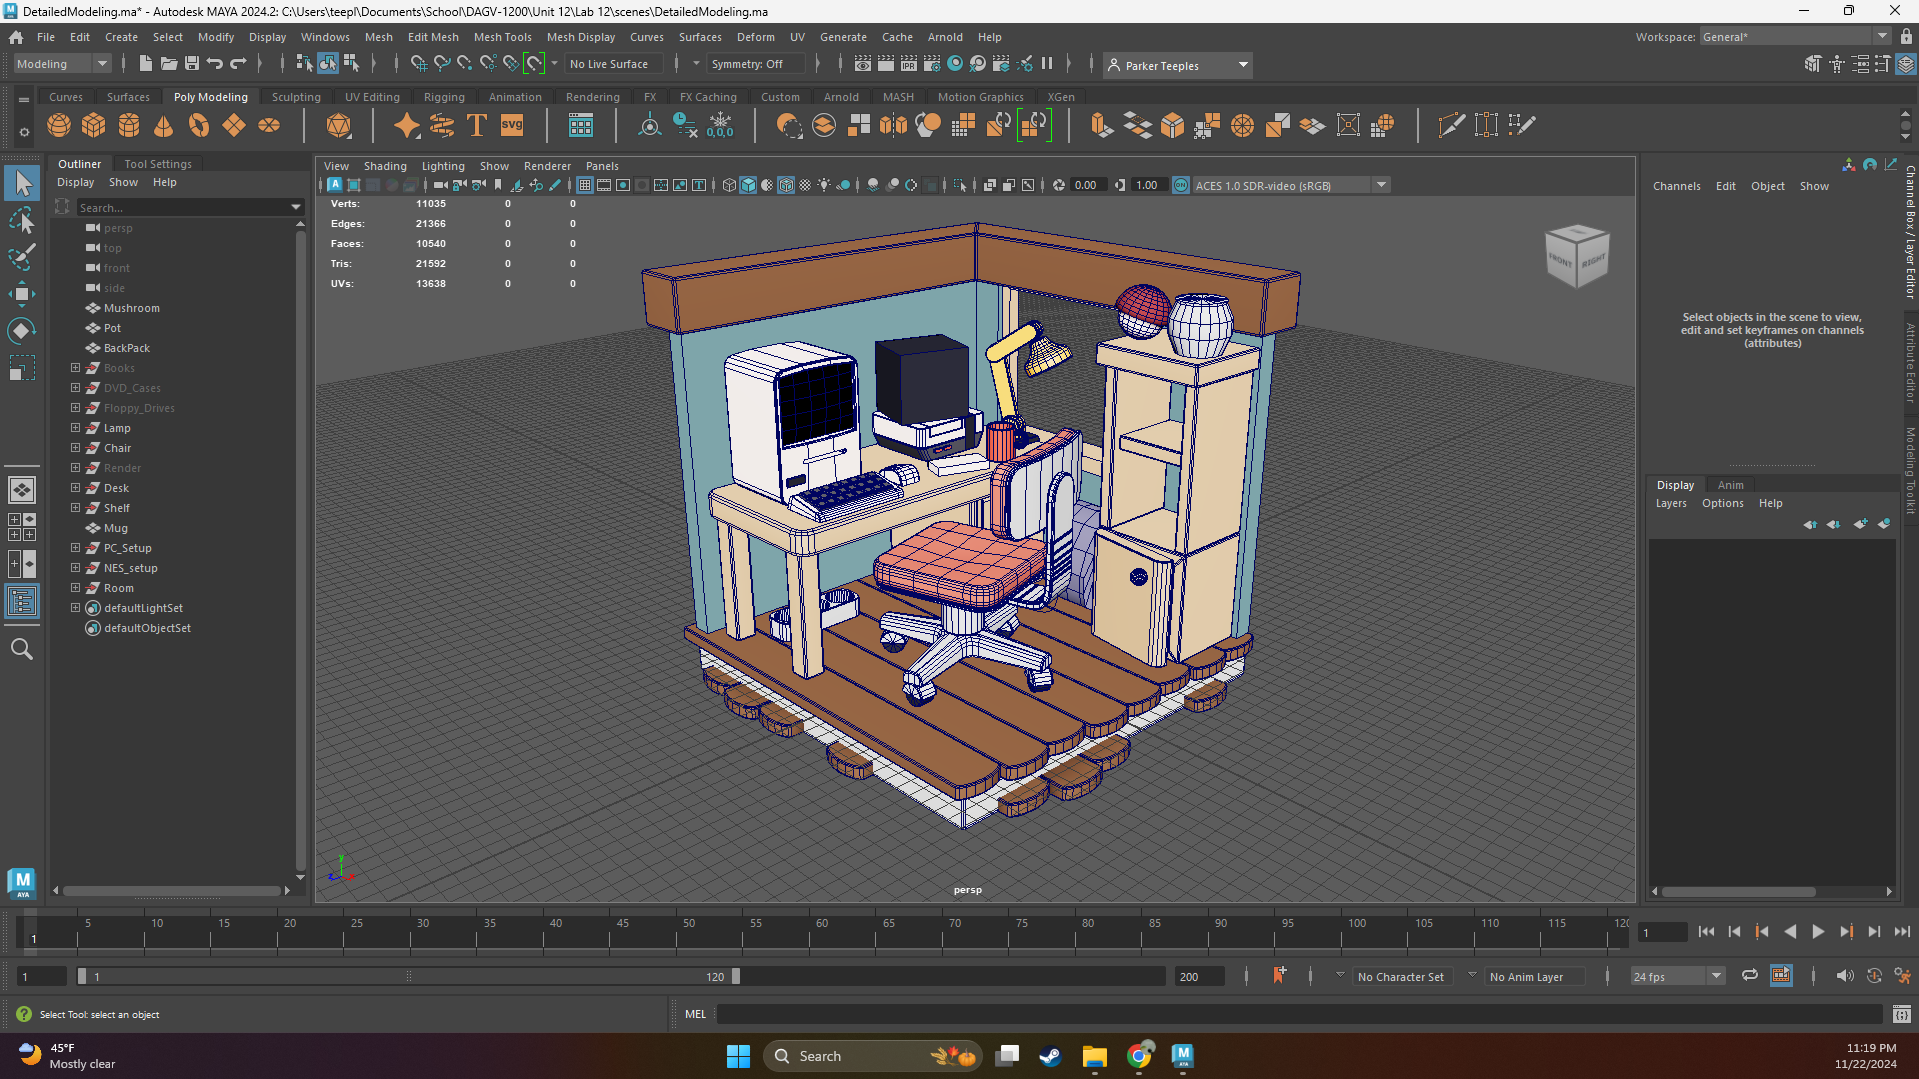 DetailedModeling.ma* - Autodesk MAYA 2024.2: C:\Users\teepl\Documents\School\DAGV-1200\Unit 12\Lab 12\scenes\DetailedModeling.ma
File Edit Create Select Modify Display Windows Mesh Edit Mesh Mesh Tools Mesh Display Curves Surfaces Deform UV Generate Cache Arnold Help
Workspace: General*
Modeling No Live Surface Symmetry: Off Parker Teeples
Curves Surfaces Poly Modeling Sculpting UV Editing Rigging Animation Rendering FX FX Caching Custom Arnold MASH Motion Graphics XGen
svg
0,0,0
Outliner Tool Settings
Display Show Help
Search...
persp
top
front
side
Mushroom
Pot
BackPack
Books
DVD_Cases
Floppy_Drives
Lamp
Chair
Render
Desk
Shelf
Mug
PC_Setup
NES_setup
Room
defaultLightSet
defaultObjectSet
View Shading Lighting Show Renderer Panels
0.00 1.00 ACES 1.0 SDR-video (sRGB)
Verts: 11035 0 0
Edges: 21366 0 0
Faces: 10540 0 0
Tris: 21592 0 0
UVs: 13638 0 0
FRONT RIGHT
y
z
persp
Channels Edit Object Show
Select objects in the scene to view,
edit and set keyframes on channels
(attributes)
Channel Box / Layer Editor
Attribute Editor
Modeling Toolkit
Display Anim
Layers Options Help
M
AYA
5 10 15 20 25 30 35 40 45 50 55 60 65 70 75 80 85 90 95 100 105 110 115 120
1
1
1 1 120 200 No Character Set No Anim Layer 24 fps
Select Tool: select an object
MEL
45°F
Mostly clear
Search
11:19 PM
11/22/2024